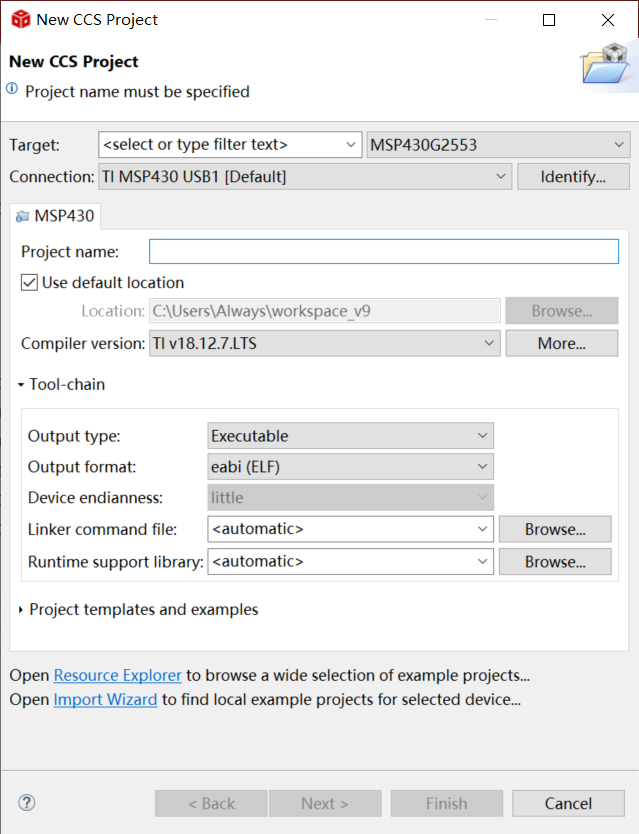 New CCS Project
New CCS Project
Project name must be specified
Target: <select or type filter text> MSP430G2553
Connection: TI MSP430 USB1 [Default] Identify...
MSP430
Project name:
Use default location
Location: C:\Users\Always\workspace_v9 Browse...
Compiler version: TI v18.12.7.LTS More...
Tool-chain
Output type: Executable
Output format: eabi (ELF)
Device endianness: little
Linker command file: <automatic> Browse...
Runtime support library: <automatic> Browse...
Project templates and examples
Open Resource Explorer to browse a wide selection of example projects...
Open Import Wizard to find local example projects for selected device...
? < Back Next > Finish Cancel